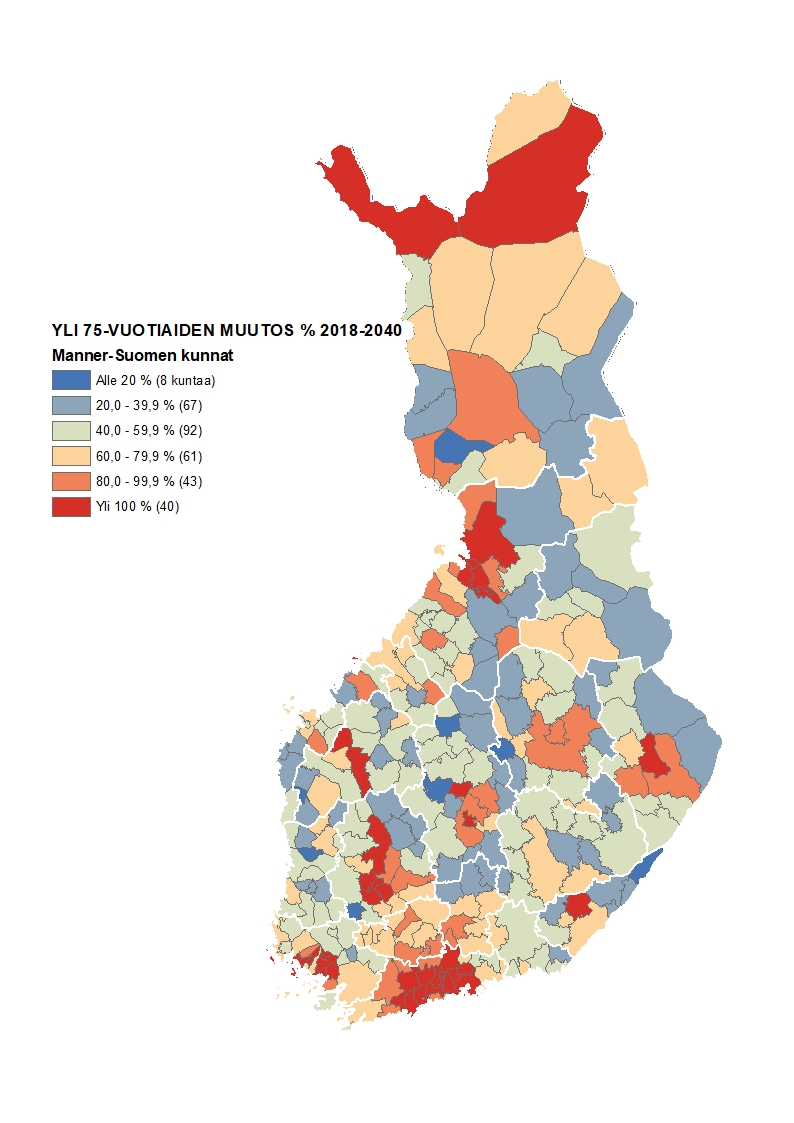 YLI 75-VUOTIAIDEN MUUTOS % 2018-2040
Manner-Suomen kunnat
Alle 20 % (8 kuntaa)
20,0 - 39,9 % (67)
40,0 - 59,9 % (92)
60,0 - 79,9 % (61)
80,0 - 99,9 % (43)
Yli 100 % (40)